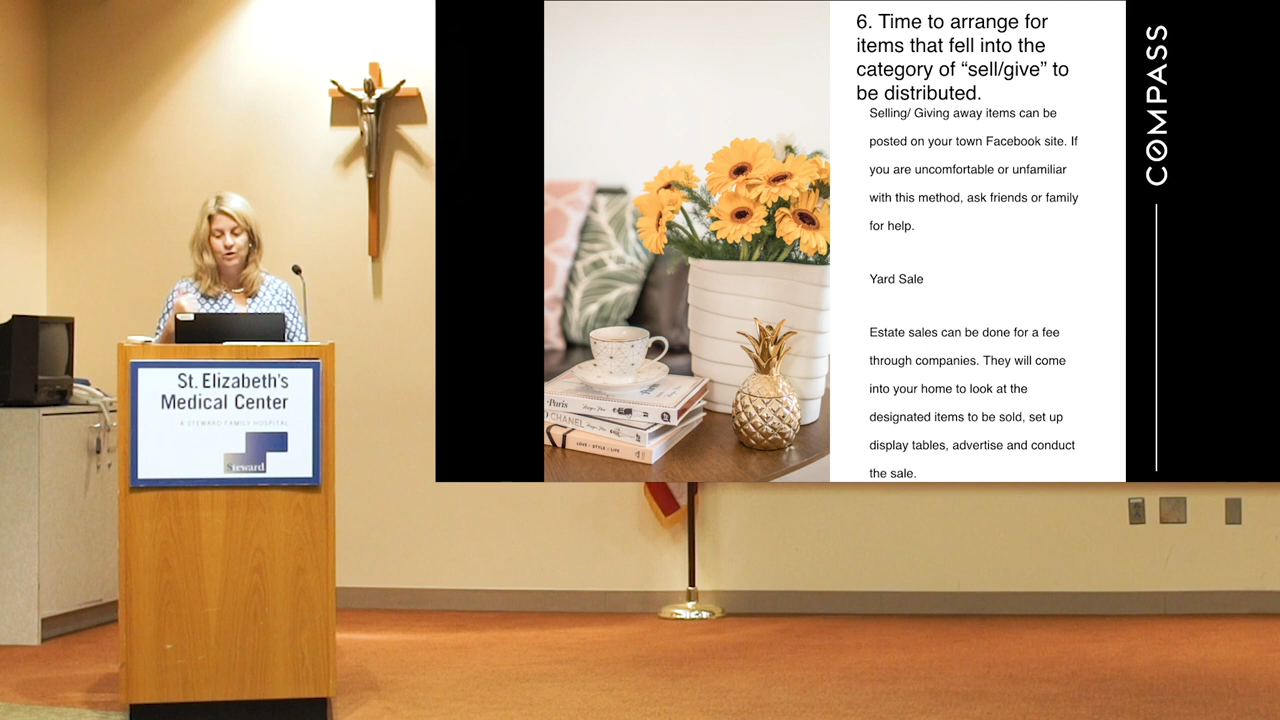 6. Time to arrange for
items that fell into the
category of “sell/give” to
be distributed.
Selling/ Giving away items can be
posted on your town Facebook site. If
you are uncomfortable or unfamiliar
with this method, ask friends or family
for help.
Yard Sale
Estate sales can be done for a fee
through companies. They will come
into your home to look at the
designated items to be sold, set up
display tables, advertise and conduct
the sale.
COMPASS
St. Elizabeth's
Medical Center
A STEWARD FAMILY HOSPITAL
Steward
Paris
CHANEL
LOVE • STYLE • LIFE